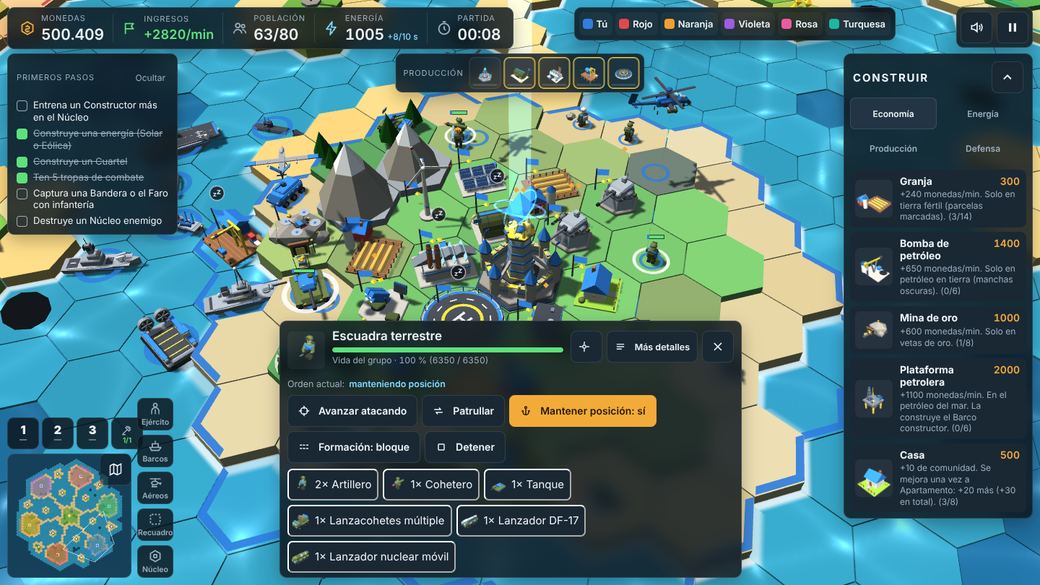 MONEDAS
500.409
INGRESOS
+2820/min
POBLACIÓN
63/80
ENERGÍA
1005 +8/10 s
PARTIDA
00:08
Tú
Rojo
Naranja
Violeta
Rosa
Turquesa
PRIMEROS PASOS
Ocultar
Entrena un Constructor más
en el Núcleo
Construye una energía (Solar
o Eólica)
Construye un Cuartel
Ten 5 tropas de combate
Captura una Bandera o el Faro
con infantería
Destruye un Núcleo enemigo
PRODUCCIÓN
CONSTRUIR
Economía
Energía
Producción
Defensa
Granja
300
+240 monedas/min. Solo en
tierra fértil (parcelas
marcadas). (3/14)
Bomba de
petróleo
1400
+650 monedas/min. Solo en
petróleo en tierra (manchas
oscuras). (0/6)
Mina de oro
1000
+600 monedas/min. Solo en
vetas de oro. (1/8)
Plataforma
petrolera
2000
+1100 monedas/min. En el
petróleo del mar. La
construye el Barco
constructor. (0/6)
Casa
500
+10 de comunidad. Se
mejora una vez a
Apartamento: +20 más (+30
en total). (3/8)
zZ
zZ
zZ
zZ
H
Escuadra terrestre
Vida del grupo · 100 % (6350 / 6350)
Más detalles
Orden actual: manteniendo posición
Avanzar atacando
Patrullar
Mantener posición: sí
Formación: bloque
Detener
2× Artillero
1× Cohetero
1× Tanque
1× Lanzacohetes múltiple
1× Lanzador DF-17
1× Lanzador nuclear móvil
1
2
3
1/1
Ejército
Barcos
Aéreos
Recuadro
Núcleo